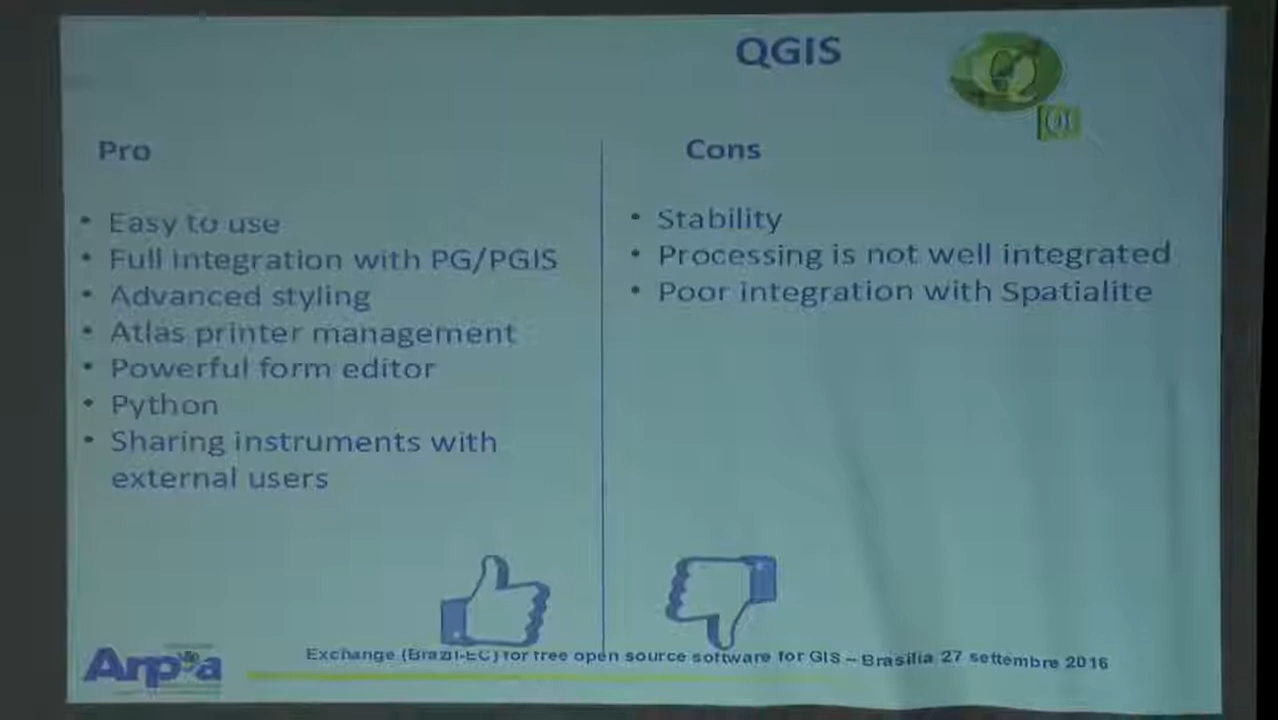 QGIS
Pro
• Easy to use
• Full integration with PG/PGIS
• Advanced styling
• Atlas printer management
• Powerful form editor
• Python
• Sharing instruments with
external users
Cons
• Stability
• Processing is not well integrated
• Poor integration with Spatialite
Exchange (Brazil-EC) for free open source software for GIS – Brasilia 27 settembre 2016